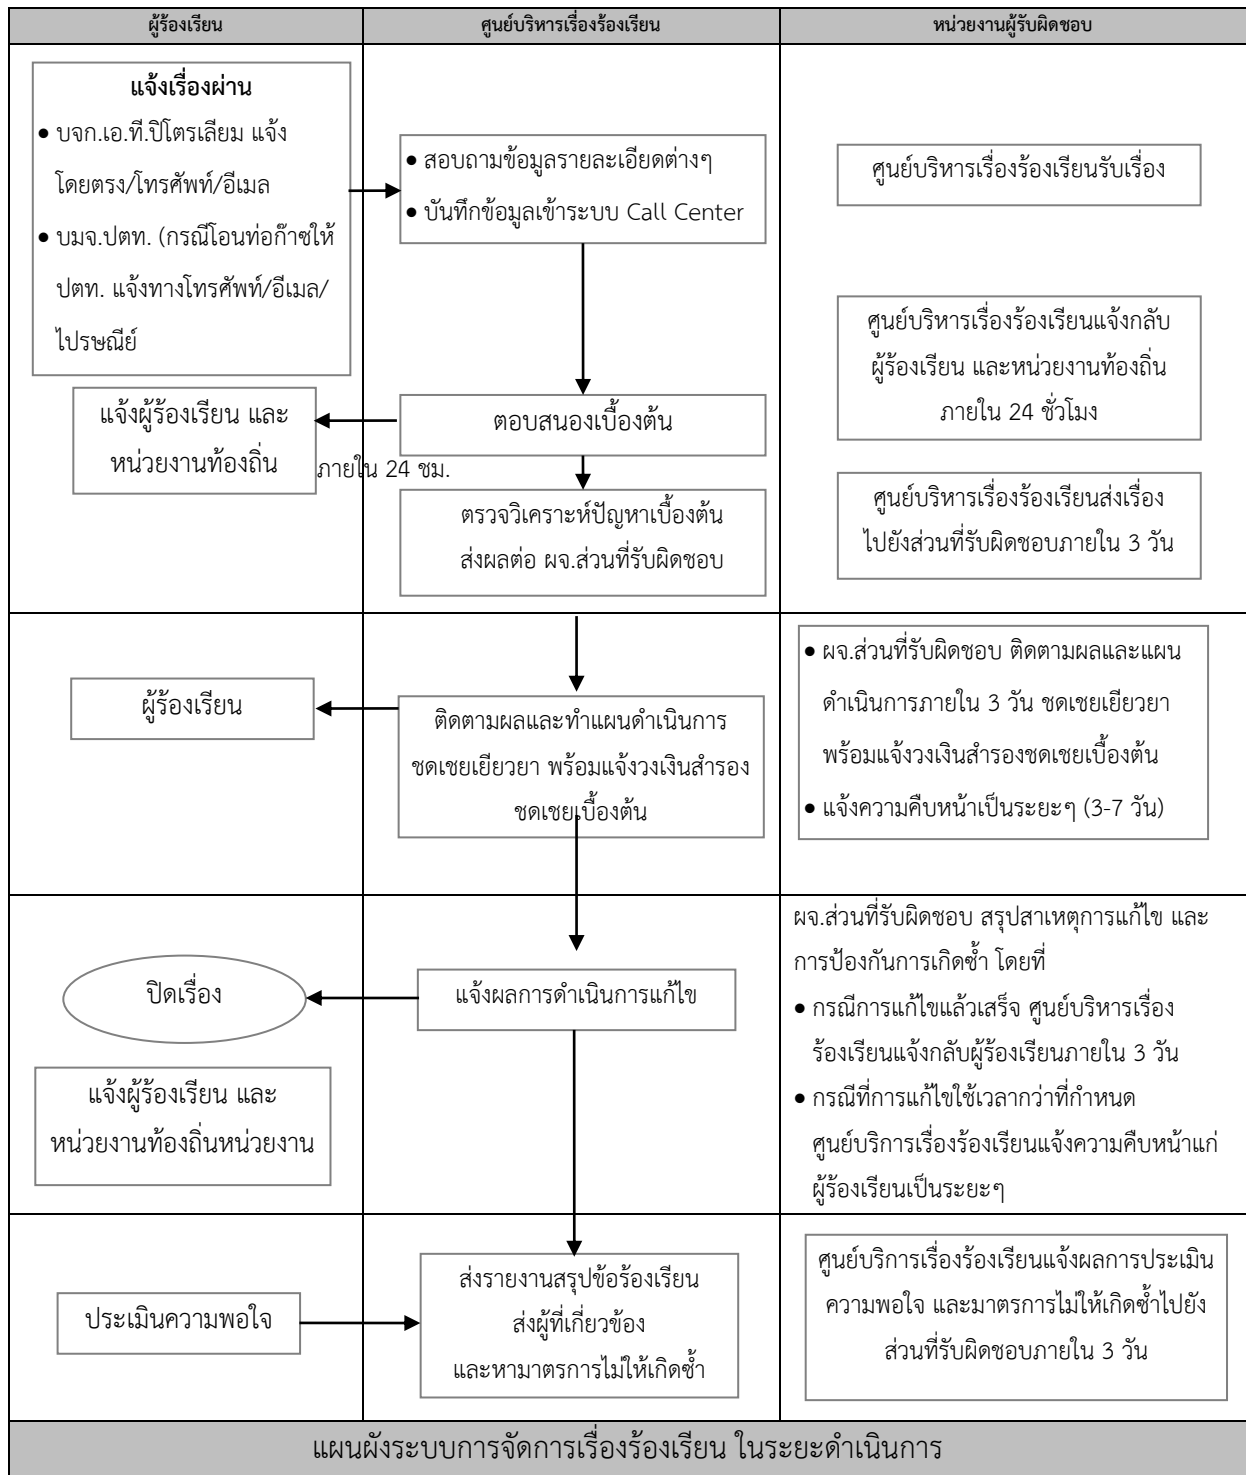 ผู้ร้องเรียน
ศูนย์บริหารเรื่องร้องเรียน
หน่วยงานผู้รับผิดชอบ
แจ้งเรื่องผ่าน
• บจก.เอ.ที.ปิโตรเลียม แจ้ง
โดยตรง/โทรศัพท์/อีเมล
• บมจ.ปตท. (กรณีโอนท่อก๊าซให้
ปตท. แจ้งทางโทรศัพท์/อีเมล/
ไปรษณีย์
• สอบถามข้อมูลรายละเอียดต่างๆ
• บันทึกข้อมูลเข้าระบบ Call Center
ศูนย์บริหารเรื่องร้องเรียนรับเรื่อง
ศูนย์บริหารเรื่องร้องเรียนแจ้งกลับ
ผู้ร้องเรียน และหน่วยงานท้องถิ่น
ภายใน 24 ชั่วโมง
แจ้งผู้ร้องเรียน และ
หน่วยงานท้องถิ่น
ภายใน 24 ชม.
ตอบสนองเบื้องต้น
ตรวจวิเคราะห์ปัญหาเบื้องต้น
ส่งผลต่อ ผจ.ส่วนที่รับผิดชอบ
ศูนย์บริหารเรื่องร้องเรียนส่งเรื่อง
ไปยังส่วนที่รับผิดชอบภายใน 3 วัน
ผู้ร้องเรียน
ติดตามผลและทำแผนดำเนินการ
ชดเชยเยียวยา พร้อมแจ้งวงเงินสำรอง
ชดเชยเบื้องต้น
• ผจ.ส่วนที่รับผิดชอบ ติดตามผลและแผน
ดำเนินการภายใน 3 วัน ชดเชยเยียวยา
พร้อมแจ้งวงเงินสำรองชดเชยเบื้องต้น
• แจ้งความคืบหน้าเป็นระยะๆ (3-7 วัน)
ปิดเรื่อง
แจ้งผู้ร้องเรียน และ
หน่วยงานท้องถิ่นหน่วยงาน
แจ้งผลการดำเนินการแก้ไข
ผจ.ส่วนที่รับผิดชอบ สรุปสาเหตุการแก้ไข และ
การป้องกันการเกิดซ้ำ โดยที่
• กรณีการแก้ไขแล้วเสร็จ ศูนย์บริหารเรื่อง
ร้องเรียนแจ้งกลับผู้ร้องเรียนภายใน 3 วัน
• กรณีที่การแก้ไขใช้เวลากว่าที่กำหนด
ศูนย์บริการเรื่องร้องเรียนแจ้งความคืบหน้าแก่
ผู้ร้องเรียนเป็นระยะๆ
ประเมินความพอใจ
ส่งรายงานสรุปข้อร้องเรียน
ส่งผู้ที่เกี่ยวข้อง
และหามาตรการไม่ให้เกิดซ้ำ
ศูนย์บริการเรื่องร้องเรียนแจ้งผลการประเมิน
ความพอใจ และมาตรการไม่ให้เกิดซ้ำไปยัง
ส่วนที่รับผิดชอบภายใน 3 วัน
แผนผังระบบการจัดการเรื่องร้องเรียน ในระยะดำเนินการ